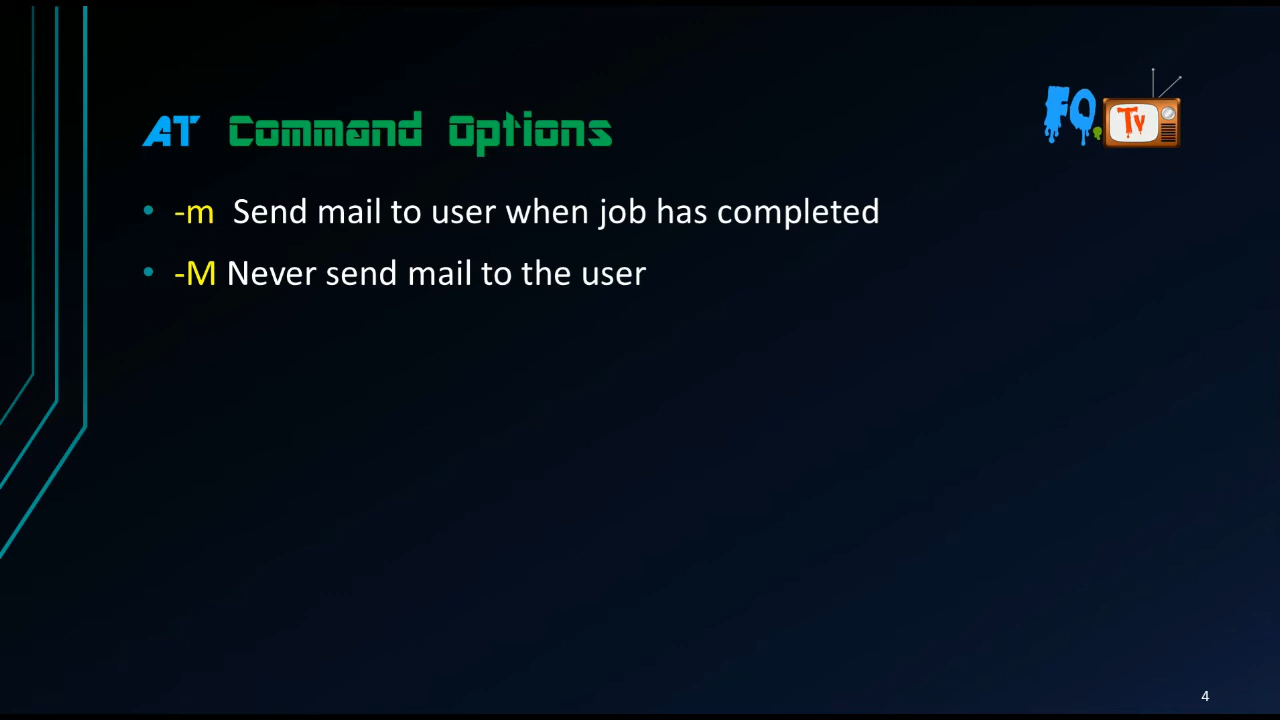 FQ.Tv
AT Command Options
• -m Send mail to user when job has completed
• -M Never send mail to the user
4